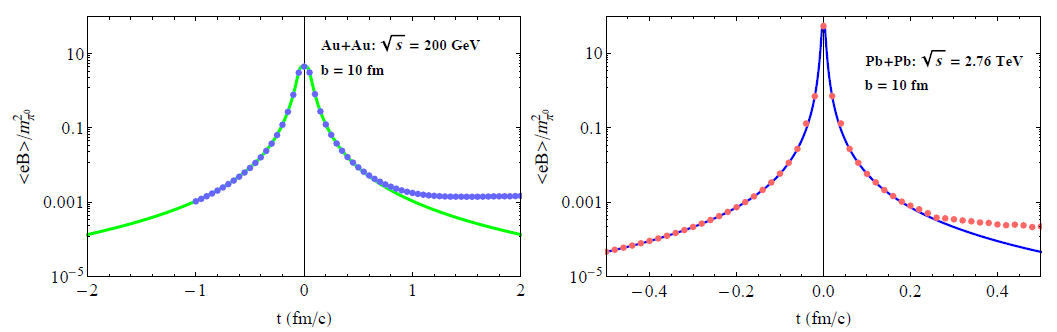 Au+Au: √s = 200 GeV
b = 10 fm
<eB>/m²π⁰
10
0.1
0.001
10⁻⁵
−2
−1
0
1
2
t (fm/c)
Pb+Pb: √s = 2.76 TeV
b = 10 fm
<eB>/m²π⁰
10
0.1
0.001
10⁻⁵
−0.4
−0.2
0.0
0.2
0.4
t (fm/c)